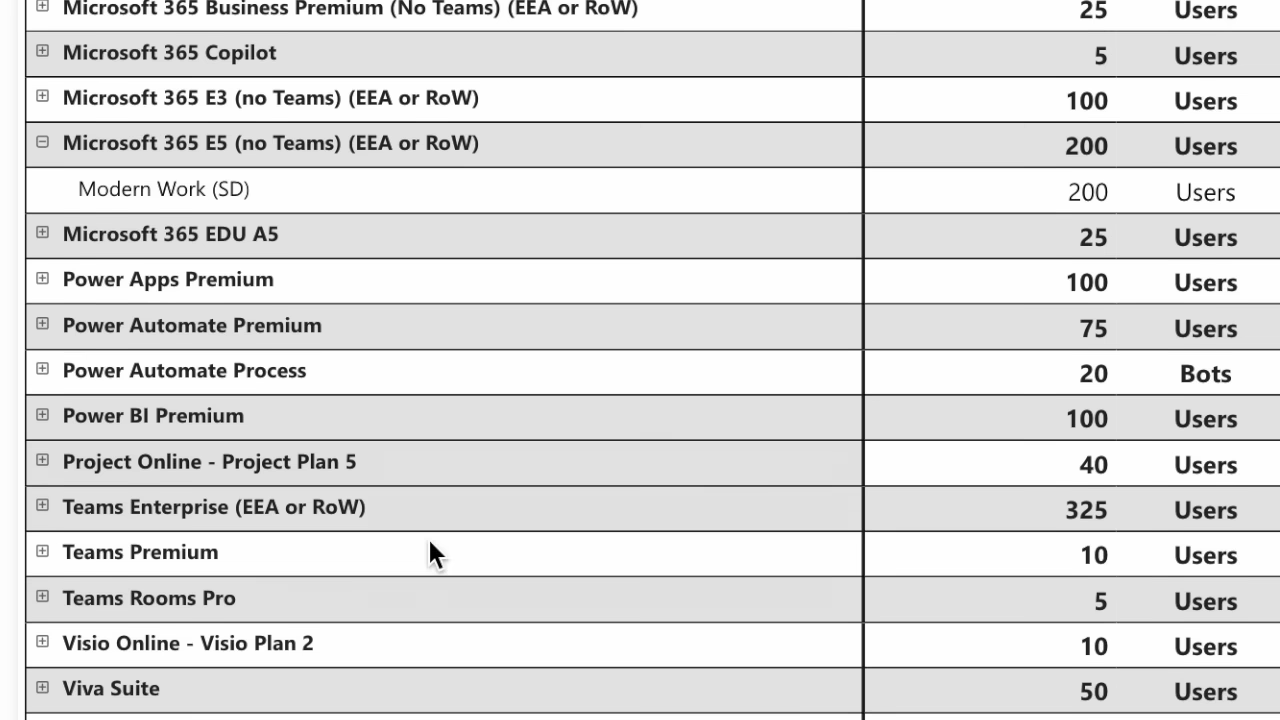 Microsoft 365 Business Premium (No Teams) (EEA or RoW) 25 Users
Microsoft 365 Copilot 5 Users
Microsoft 365 E3 (no Teams) (EEA or RoW) 100 Users
Microsoft 365 E5 (no Teams) (EEA or RoW) 200 Users
Modern Work (SD) 200 Users
Microsoft 365 EDU A5 25 Users
Power Apps Premium 100 Users
Power Automate Premium 75 Users
Power Automate Process 20 Bots
Power BI Premium 100 Users
Project Online - Project Plan 5 40 Users
Teams Enterprise (EEA or RoW) 325 Users
Teams Premium 10 Users
Teams Rooms Pro 5 Users
Visio Online - Visio Plan 2 10 Users
Viva Suite 50 Users